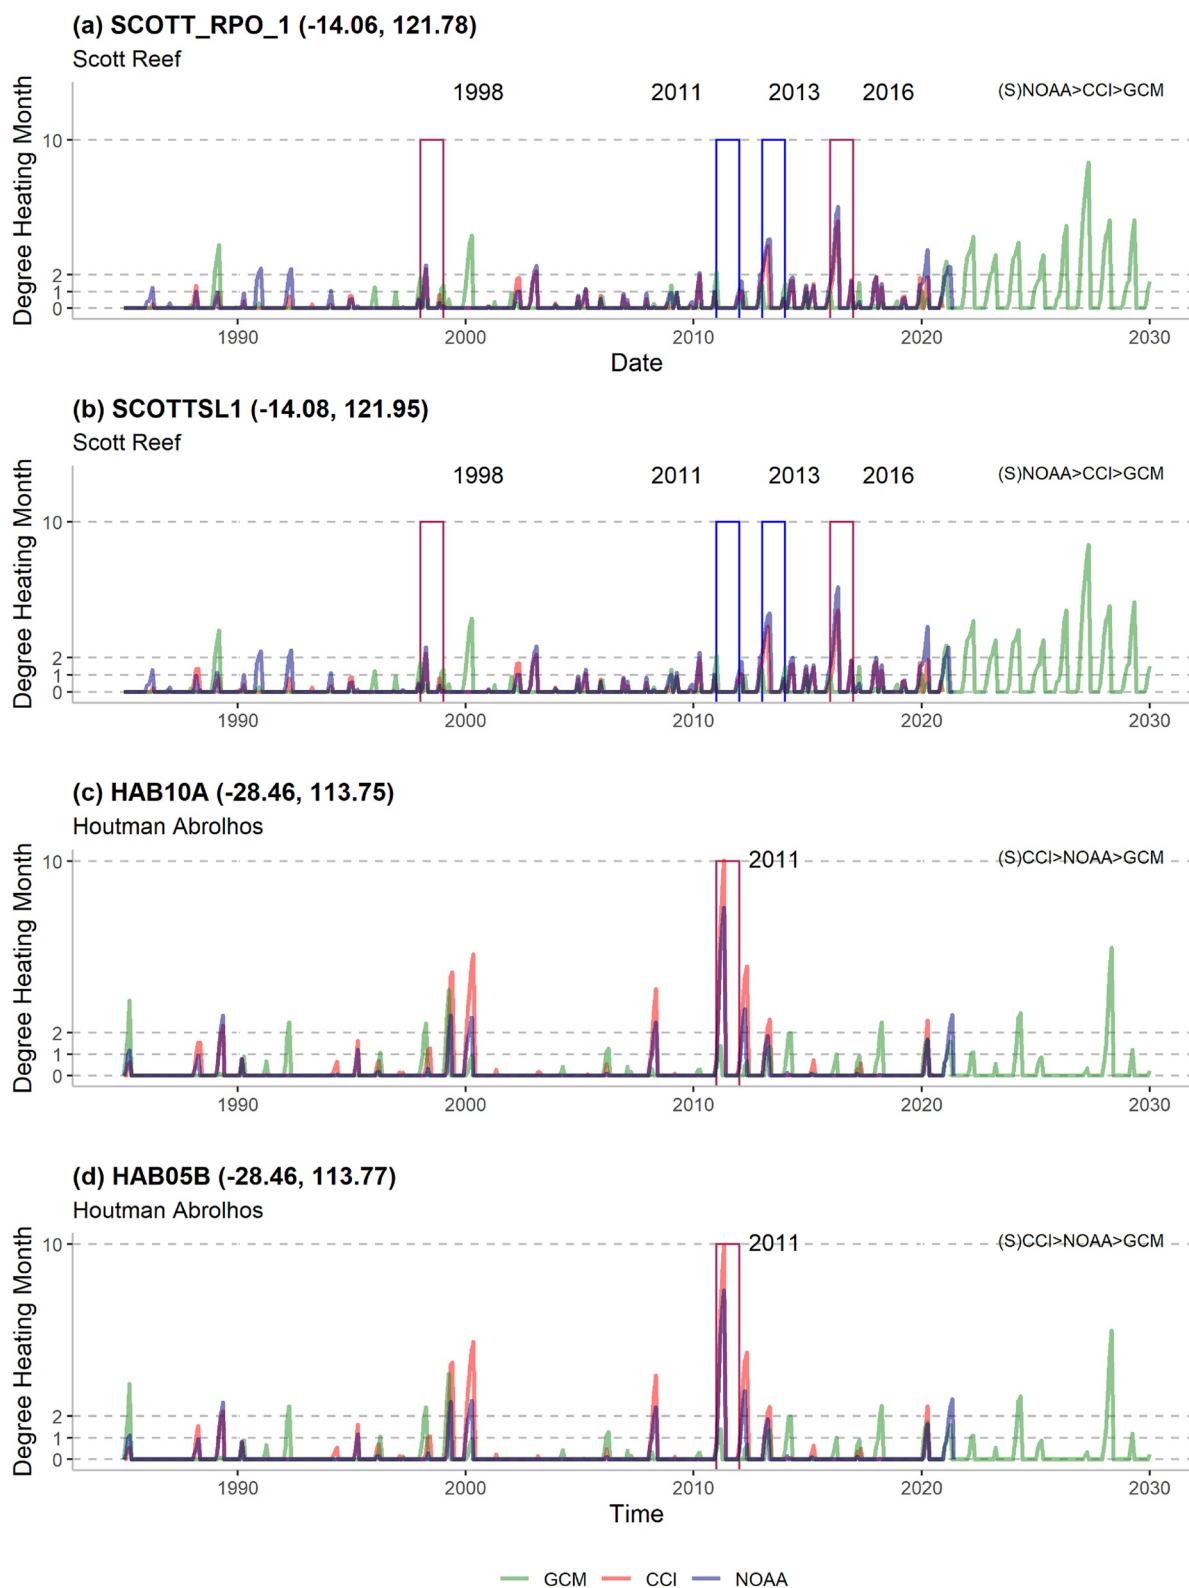 (a) SCOTT_RPO_1 (-14.06, 121.78)
Scott Reef
1998 2011 2013 2016 (S)NOAA>CCI>GCM
Degree Heating Month
10
2
1
0
1990 2000 2010 2020 2030
Date
(b) SCOTTSL1 (-14.08, 121.95)
Scott Reef
1998 2011 2013 2016 (S)NOAA>CCI>GCM
Degree Heating Month
10
2
1
0
1990 2000 2010 2020 2030
(c) HAB10A (-28.46, 113.75)
Houtman Abrolhos
2011 (S)CCI>NOAA>GCM
Degree Heating Month
10
2
1
0
1990 2000 2010 2020 2030
(d) HAB05B (-28.46, 113.77)
Houtman Abrolhos
2011 (S)CCI>NOAA>GCM
Degree Heating Month
10
2
1
0
1990 2000 2010 2020 2030
Time
GCM CCI NOAA